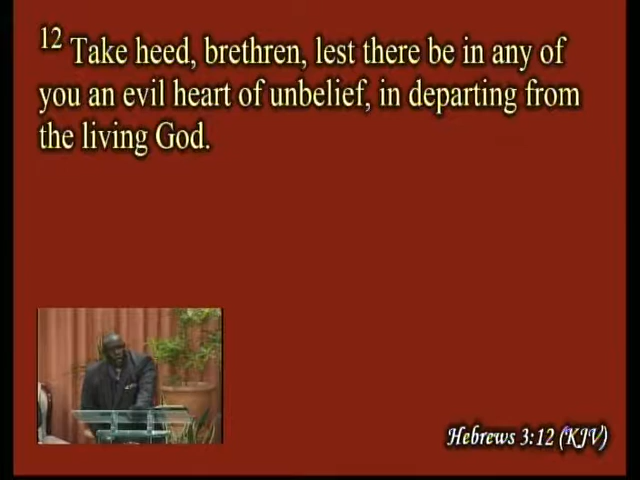 12 Take heed, brethren, lest there be in any of
you an evil heart of unbelief, in departing from
the living God.
Hebrews 3:12 (KJV)